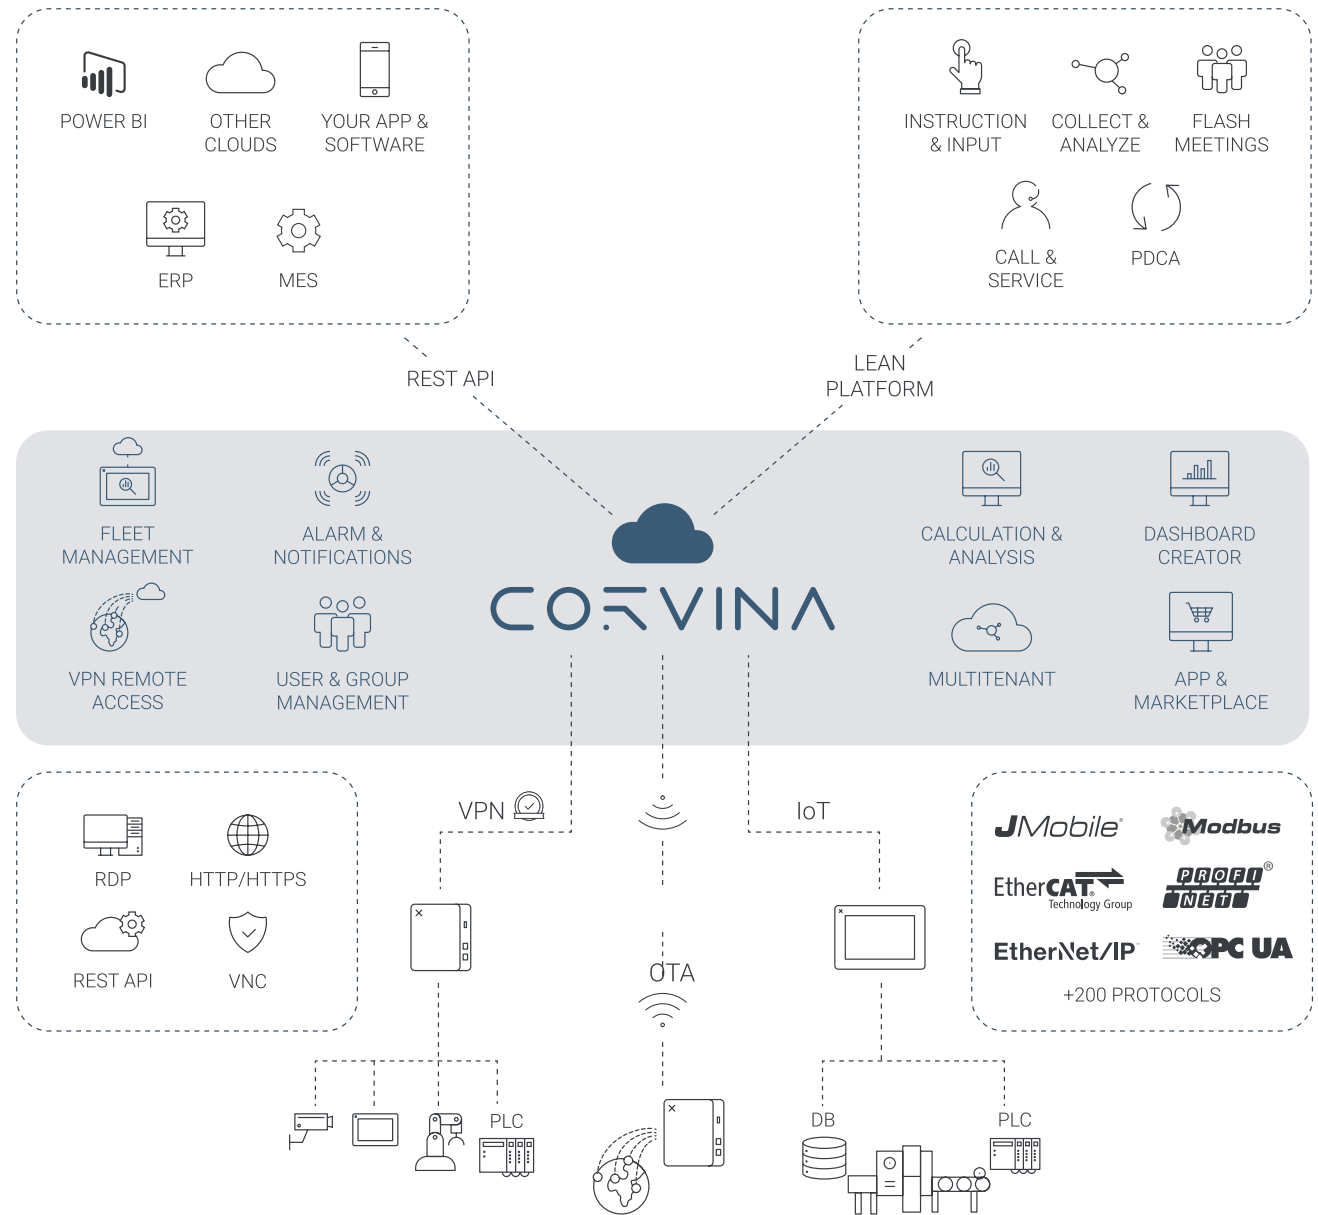 POWER BI
OTHER
CLOUDS
YOUR APP &
SOFTWARE
ERP
MES
INSTRUCTION
& INPUT
COLLECT &
ANALYZE
FLASH
MEETINGS
CALL &
SERVICE
PDCA
REST API
LEAN
PLATFORM
FLEET
MANAGEMENT
ALARM &
NOTIFICATIONS
VPN REMOTE
ACCESS
USER & GROUP
MANAGEMENT
CORVINA
CALCULATION &
ANALYSIS
DASHBOARD
CREATOR
MULTITENANT
APP &
MARKETPLACE
RDP
HTTP/HTTPS
REST API
VNC
VPN
IoT
OTA
JMobile®
Modbus
EtherCAT®
Technology Group
PROFI®
NET
EtherNet/IP™
OPC UA
+200 PROTOCOLS
PLC
DB
PLC